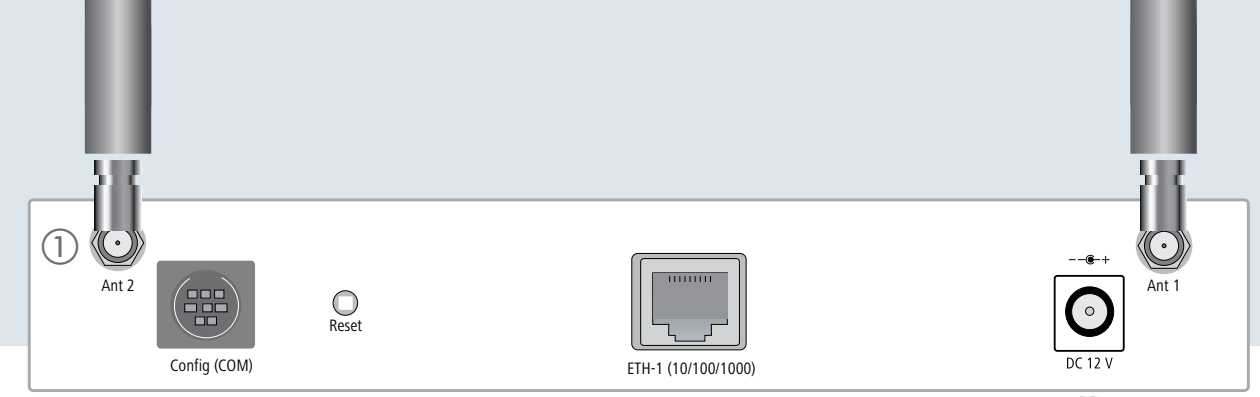 ①
Ant 2
Ant 1
Reset
Config (COM)
ETH-1 (10/100/1000)
DC 12 V